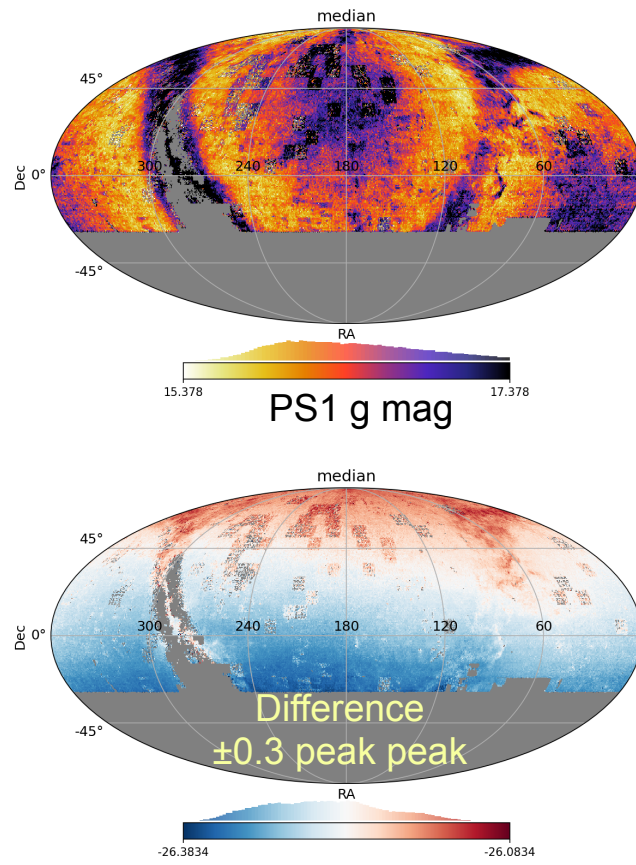 median
45°
300
240
180
120
60
0°
Dec
-45°
RA
15.378
17.378
PS1 g mag
median
45°
300
240
180
120
60
0°
Dec
-45°
Difference
±0.3 peak peak
RA
-26.3834
-26.0834